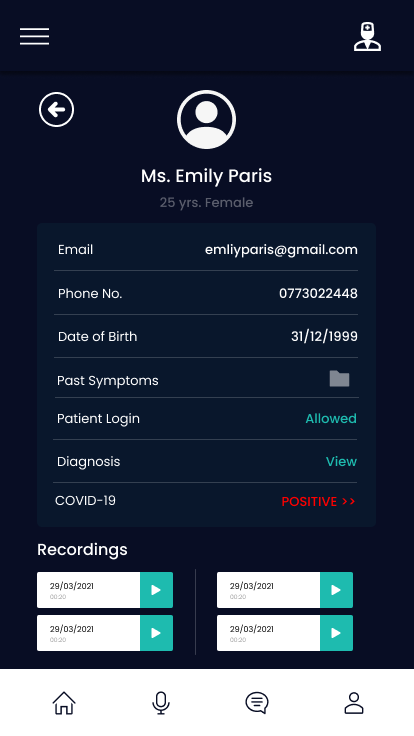 Ms. Emily Paris
25 yrs. Female
Email emliyparis@gmail.com
Phone No. 0773022448
Date of Birth 31/12/1999
Past Symptoms
Patient Login Allowed
Diagnosis View
COVID-19 POSITIVE >>
Recordings
29/03/2021 29/03/2021
00:20 00:20
29/03/2021 29/03/2021
00:20 00:20